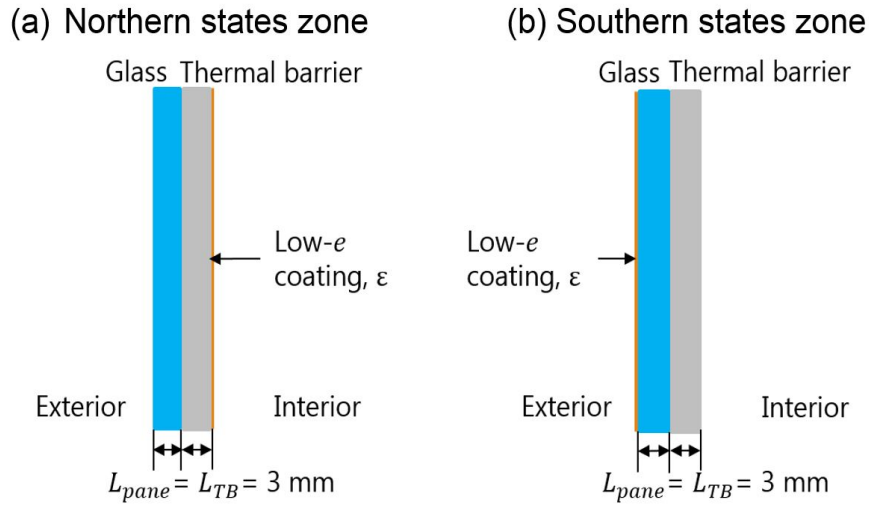 (a) Northern states zone
Glass Thermal barrier
Low-e
coating, ε
Exterior
Interior
L_pane = L_TB = 3 mm
(b) Southern states zone
Glass Thermal barrier
Low-e
coating, ε
Exterior
Interior
L_pane = L_TB = 3 mm